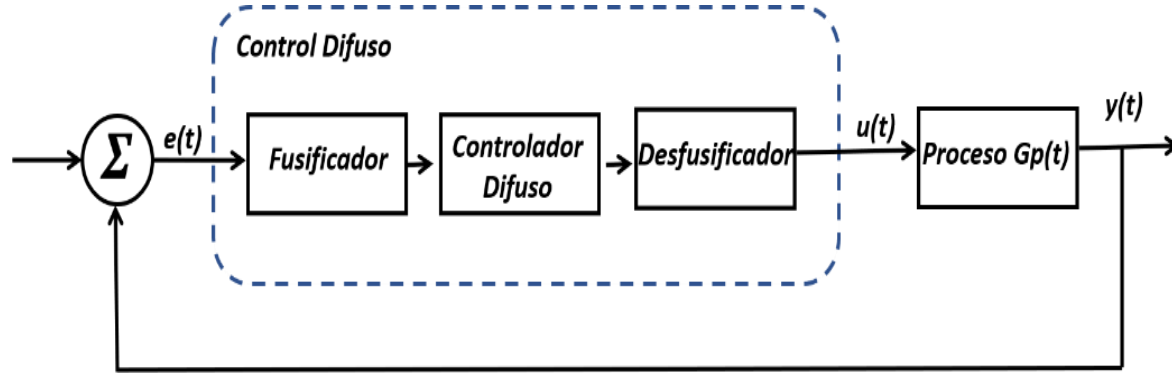 Control Difuso
Σ
e(t)
Fusificador
Controlador
Difuso
Desfusificador
u(t)
Proceso Gp(t)
y(t)